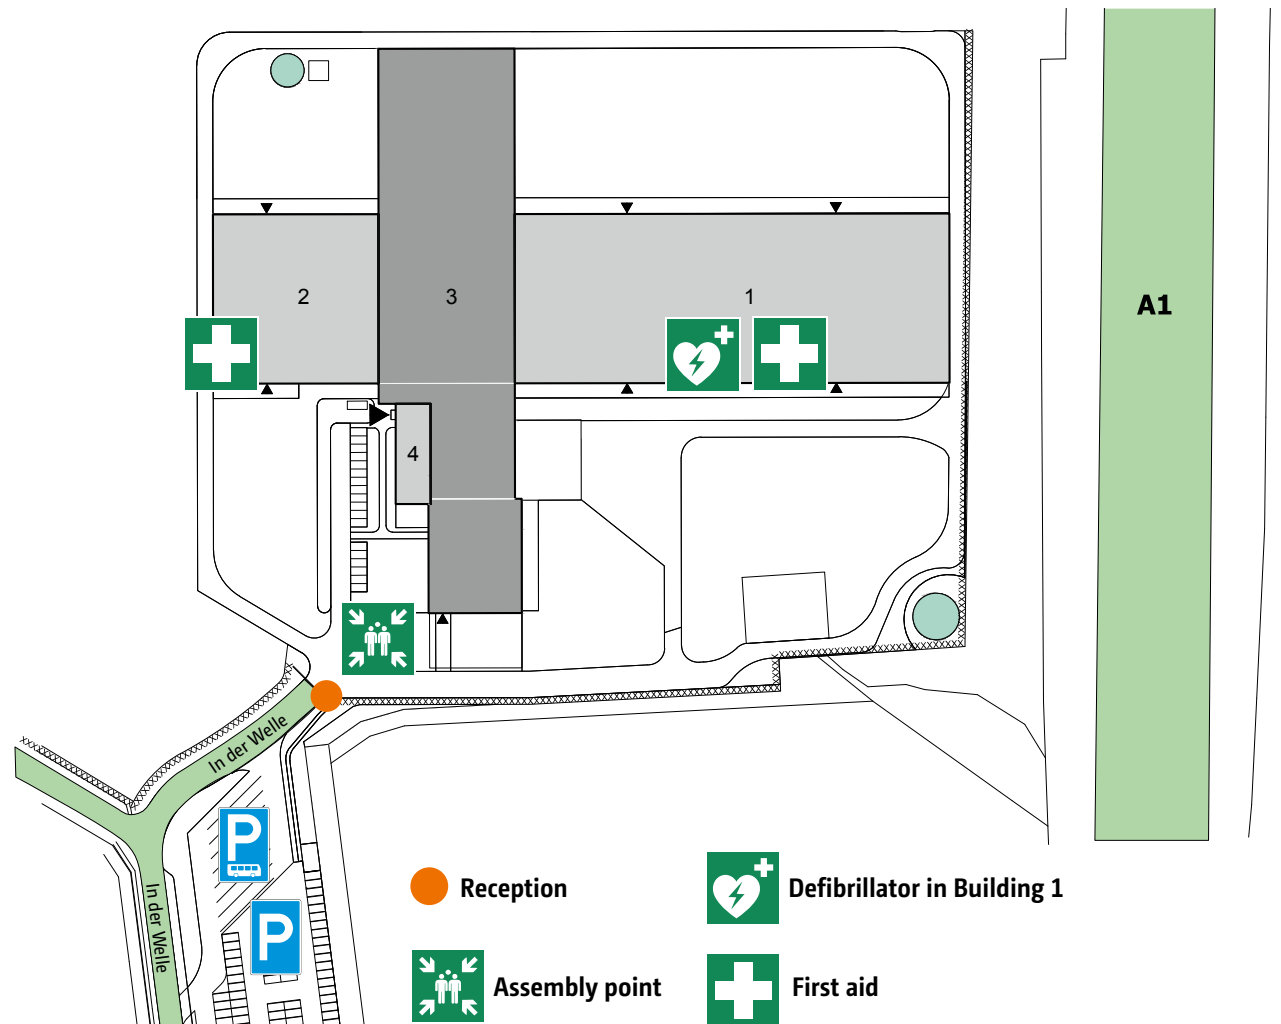 2
3
1
A1
4
In der Welle
P
In der Welle
P
Reception
Defibrillator in Building 1
Assembly point
First aid